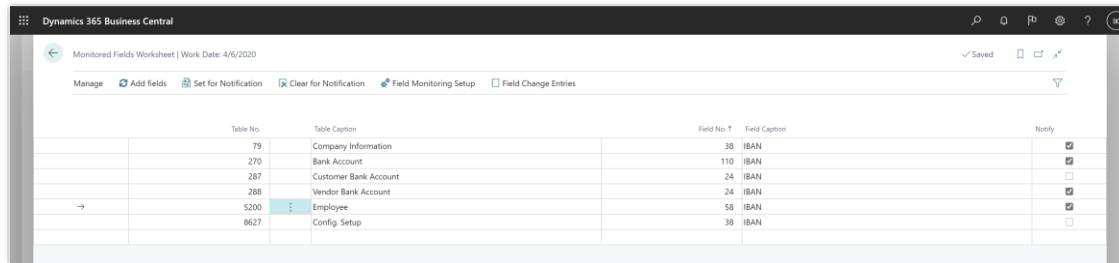 Dynamics 365 Business Central
Monitored Fields Worksheet | Work Date: 4/6/2020
✓ Saved
Manage Add fields Set for Notification Clear for Notification Field Monitoring Setup Field Change Entries
Table No. Table Caption Field No. ↑ Field Caption Notify
79 Company Information 38 IBAN
270 Bank Account 110 IBAN
287 Customer Bank Account 24 IBAN
288 Vendor Bank Account 24 IBAN
5200 Employee 58 IBAN
8627 Config. Setup 38 IBAN